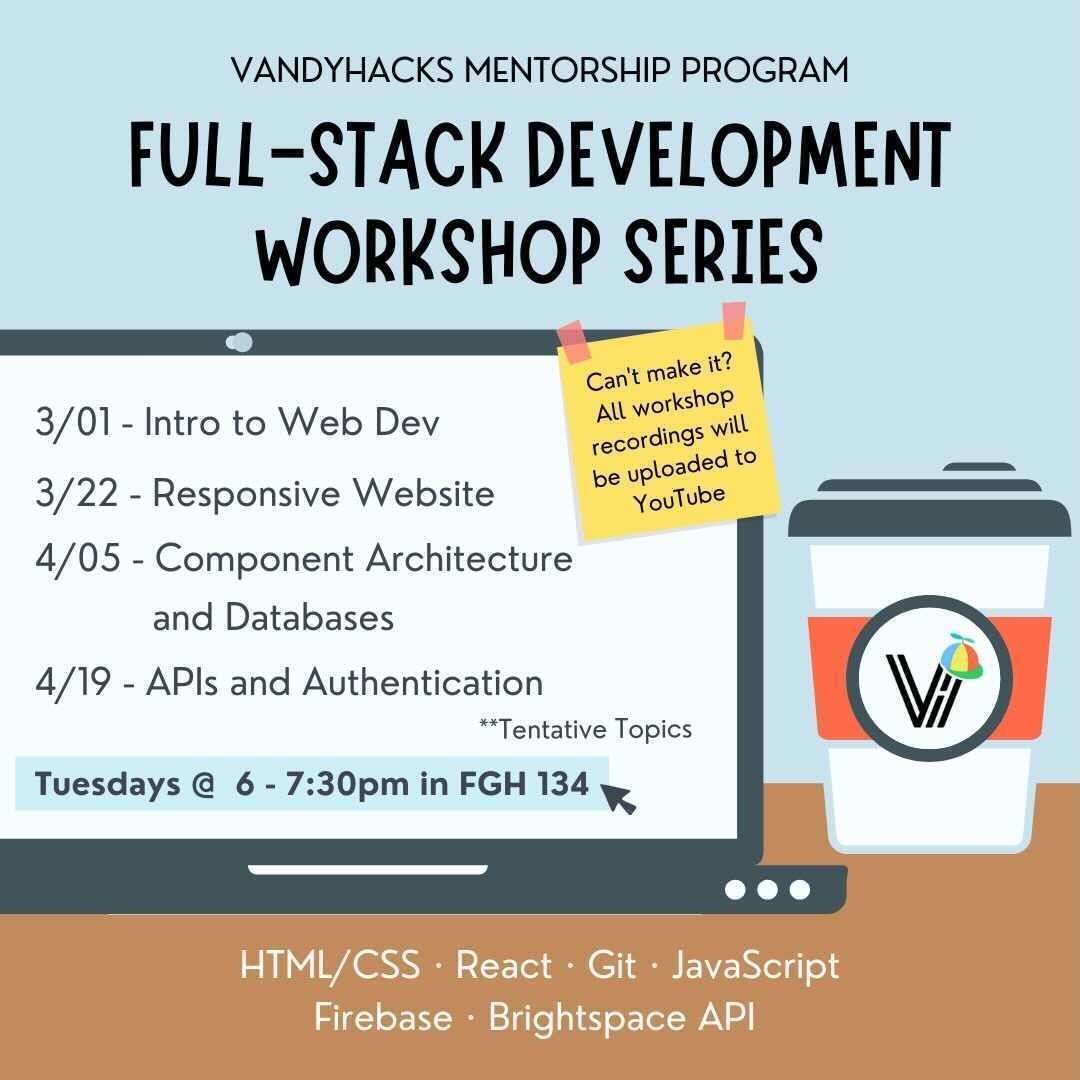 VANDYHACKS MENTORSHIP PROGRAM
FULL-STACK DEVELOPMENT
WORKSHOP SERIES
Can't make it?
All workshop
recordings will
be uploaded to
YouTube
3/01 - Intro to Web Dev
3/22 - Responsive Website
4/05 - Component Architecture
and Databases
4/19 - APIs and Authentication
**Tentative Topics
Tuesdays @ 6 - 7:30pm in FGH 134
VH
HTML/CSS · React · Git · JavaScript
Firebase · Brightspace API